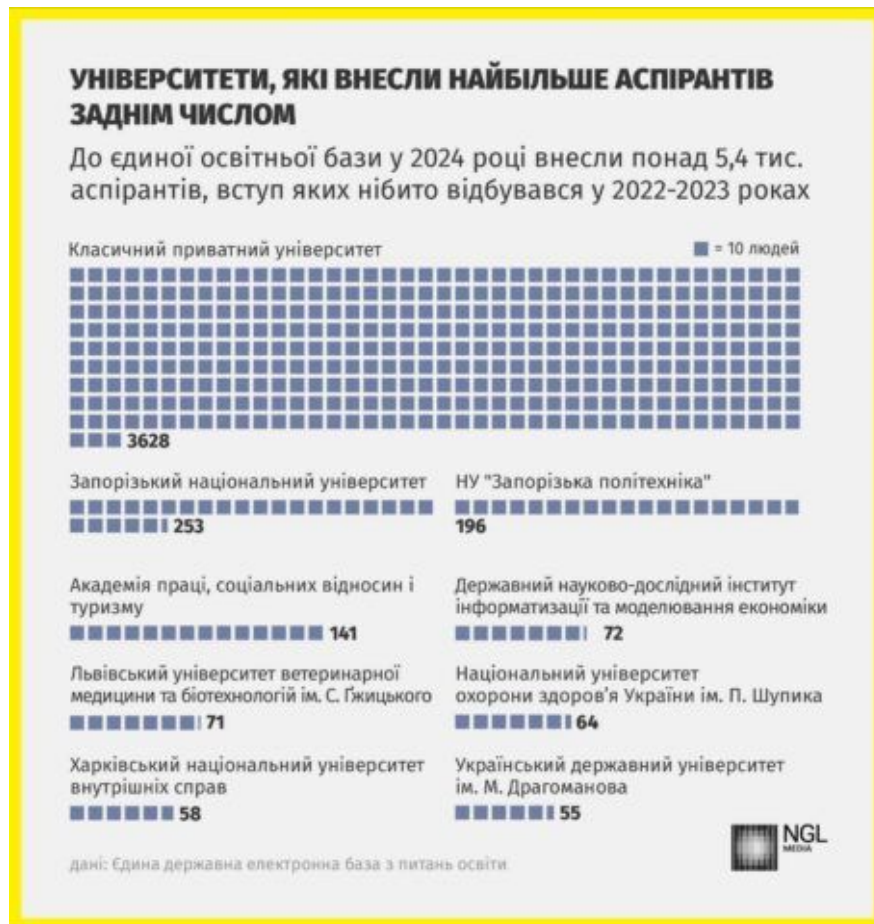 УНІВЕРСИТЕТИ, ЯКІ ВНЕСЛИ НАЙБІЛЬШЕ АСПІРАНТІВ
ЗАДНІМ ЧИСЛОМ
До єдиної освітньої бази у 2024 році внесли понад 5,4 тис.
аспірантів, вступ яких нібито відбувався у 2022-2023 роках
Класичний приватний університет
= 10 людей
3628
Запорізький національний університет
253
НУ "Запорізька політехніка"
196
Академія праці, соціальних відносин і
туризму
141
Державний науково-дослідний інститут
інформатизації та моделювання економіки
72
Львівський університет ветеринарної
медицини та біотехнологій ім. С. Ґжицького
71
Національний університет
охорони здоров'я України ім. П. Шупика
64
Харківський національний університет
внутрішніх справ
58
Український державний університет
ім. М. Драгоманова
55
дані: Єдина державна електронна база з питань освіти
NGL
MEDIA